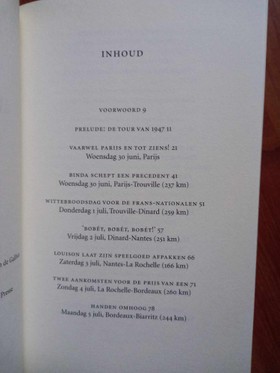 INHOUD
VOORWOORD 9
PRELUDE: DE TOUR VAN 1947 11
VAARWEL PARIJS EN TOT ZIENS! 21
Woensdag 30 juni, Parijs
BINDA SCHEPT EEN PRECEDENT 41
Woensdag 30 juni, Parijs-Trouville (237 km)
WITTEBROODSDAG VOOR DE FRANS-NATIONALEN 51
Donderdag 1 juli, Trouville-Dinard (259 km)
'BOBÈT, BOBÈT, BOBÈT!' 57
Vrijdag 2 juli, Dinard-Nantes (251 km)
LOUISON LAAT ZIJN SPEELGOED AFPAKKEN 66
Zaterdag 3 juli, Nantes-La Rochelle (166 km)
TWEE AANKOMSTEN VOOR DE PRIJS VAN EEN 71
Zondag 4 juli, La Rochelle-Bordeaux (262 km)
HANDEN OMHOOG 78
Maandag 5 juli, Bordeaux-Biarritz (244 km)